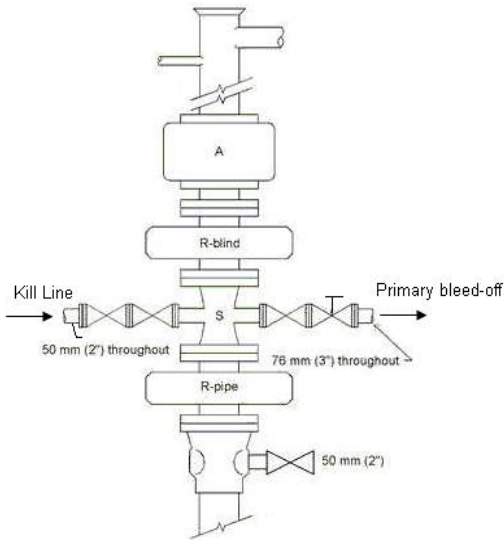 A
R-blind
Kill Line
S
Primary bleed-off
50 mm (2") throughout
76 mm (3") throughout
R-pipe
50 mm (2")